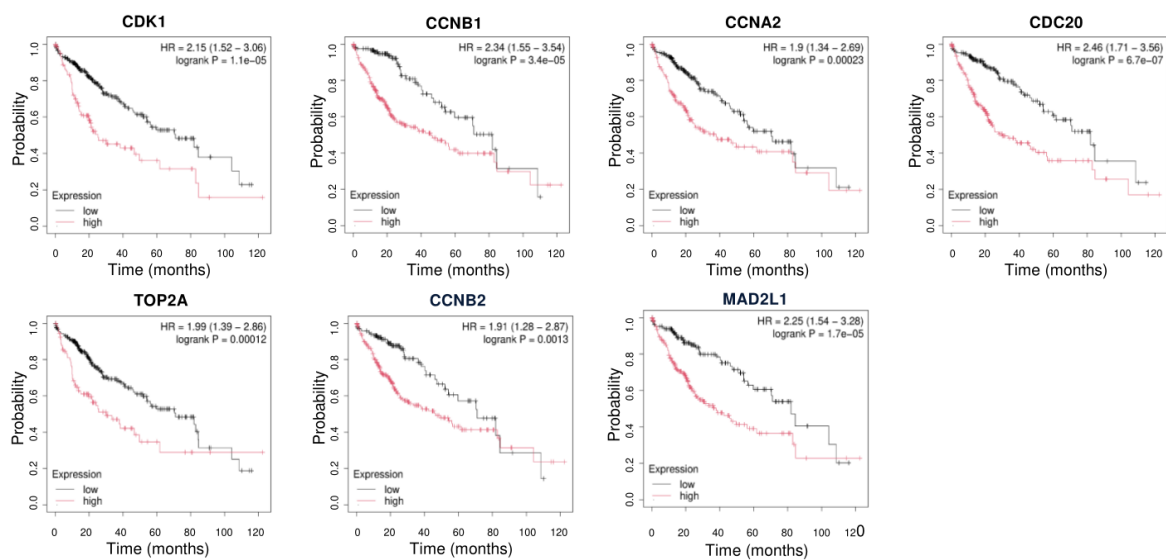 CDK1
HR = 2.15 (1.52 − 3.06)
logrank P = 1.1e−05
Probability
1.0
0.8
0.6
0.4
0.2
0.0
Expression
low
high
0 20 40 60 80 100 120
Time (months)
CCNB1
HR = 2.34 (1.55 − 3.54)
logrank P = 3.4e−05
Probability
1.0
0.8
0.6
0.4
0.2
0.0
Expression
low
high
0 20 40 60 80 100 120
Time (months)
CCNA2
HR = 1.9 (1.34 − 2.69)
logrank P = 0.00023
Probability
1.0
0.8
0.6
0.4
0.2
0.0
Expression
low
high
0 20 40 60 80 100 120
Time (months)
CDC20
HR = 2.46 (1.71 − 3.56)
logrank P = 6.7e−07
Probability
1.0
0.8
0.6
0.4
0.2
0.0
Expression
low
high
0 20 40 60 80 100 120
Time (months)
TOP2A
HR = 1.99 (1.39 − 2.86)
logrank P = 0.00012
Probability
1.0
0.8
0.6
0.4
0.2
0.0
Expression
low
high
0 20 40 60 80 100 120
Time (months)
CCNB2
HR = 1.91 (1.28 − 2.87)
logrank P = 0.0013
Probability
1.0
0.8
0.6
0.4
0.2
0.0
Expression
low
high
0 20 40 60 80 100 120
Time (months)
MAD2L1
HR = 2.25 (1.54 − 3.28)
logrank P = 1.7e−05
Probability
1.0
0.8
0.6
0.4
0.2
0.0
Expression
low
high
0 20 40 60 80 100 120 0
Time (months)